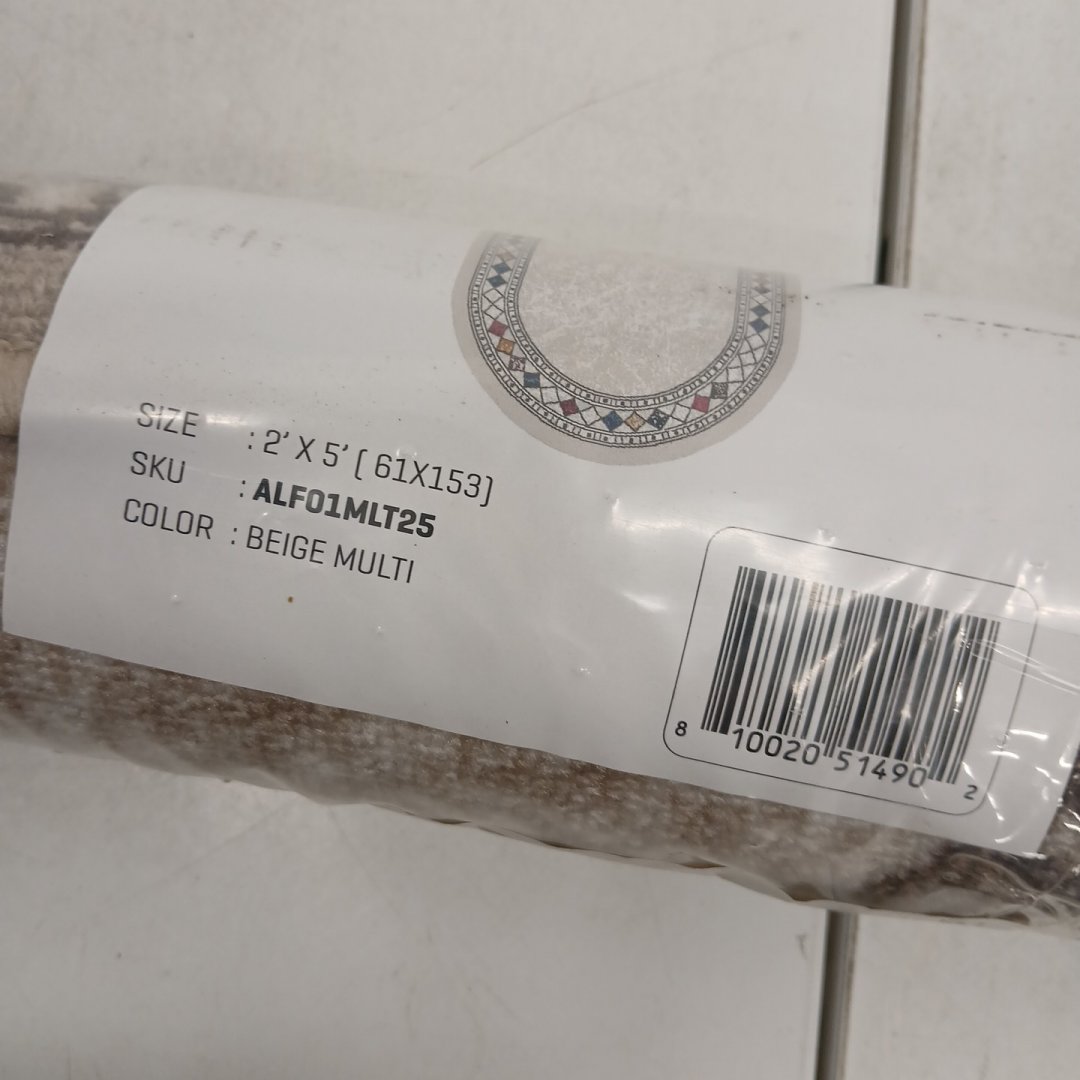 SIZE : 2' X 5' ( 61X153)
SKU : ALF01MLT25
COLOR : BEIGE MULTI
8 10020 51490 2